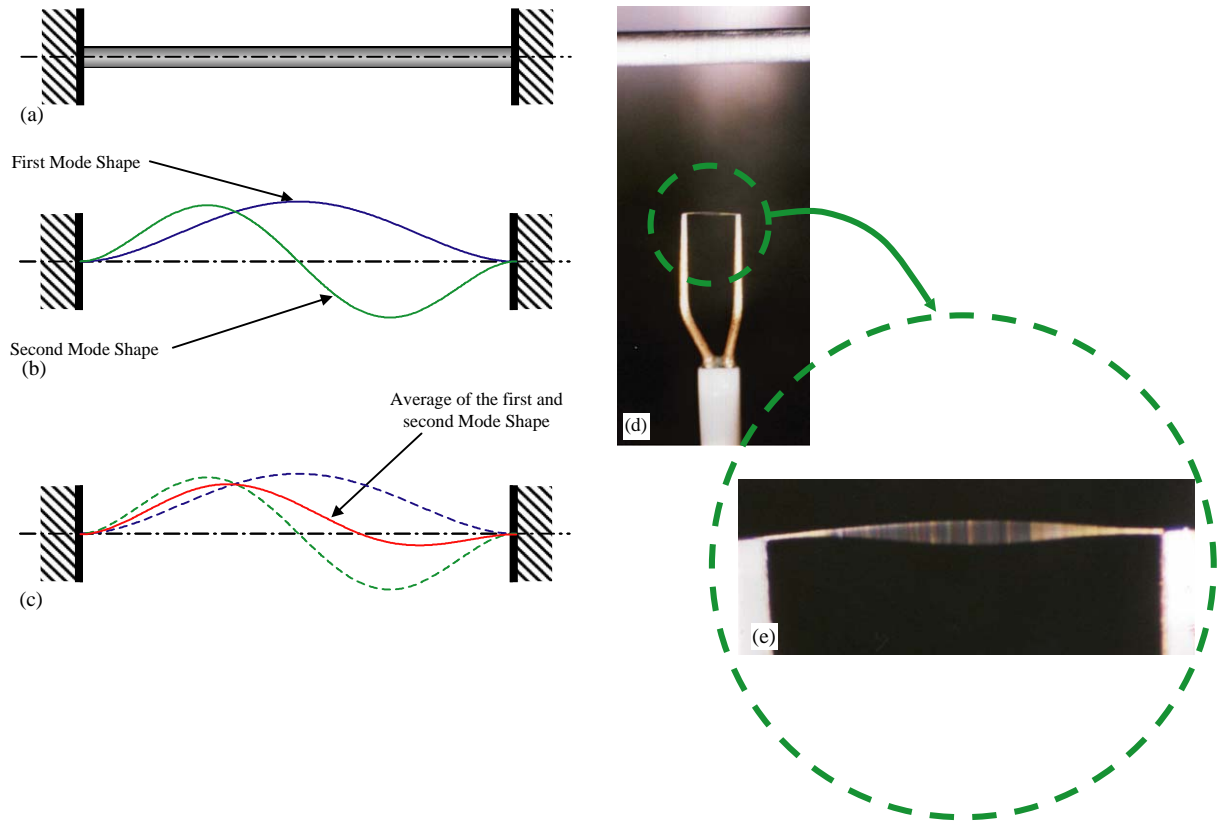 (a)
First Mode Shape
Second Mode Shape
(b)
Average of the first and
second Mode Shape
(c)
(d)
(e)